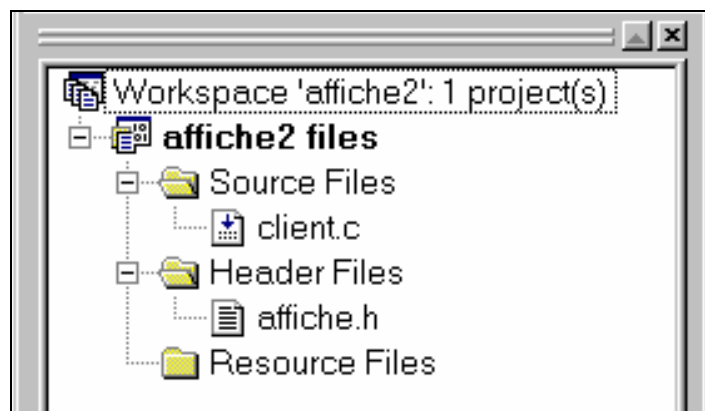 Workspace 'affiche2': 1 project(s)
affiche2 files
Source Files
client.c
Header Files
affiche.h
Resource Files